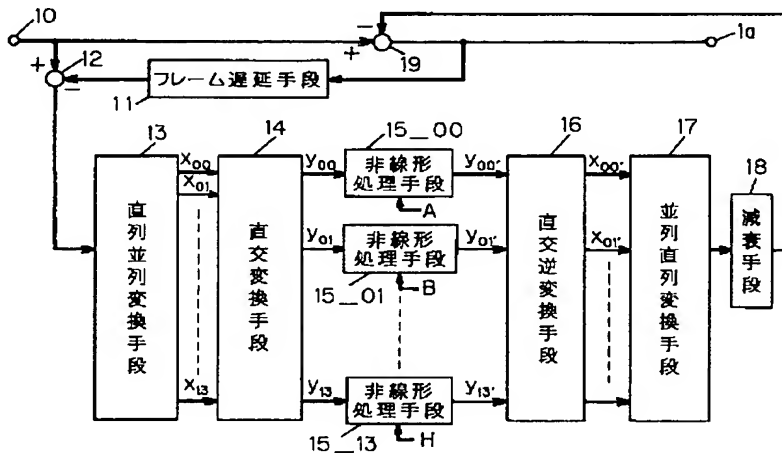 10
−
1a
+
19
+
12
−
フレーム遅延手段
11
13
14
15_00
16
17
18
X00
X01
X13
直列並列変換手段
直交変換手段
y00
非線形
処理手段
A
y00'
y01
非線形
処理手段
B
y01'
15_01
y13
非線形
処理手段
H
y13'
15_13
直交逆変換手段
X00'
X01'
並列直列変換手段
減衰手段